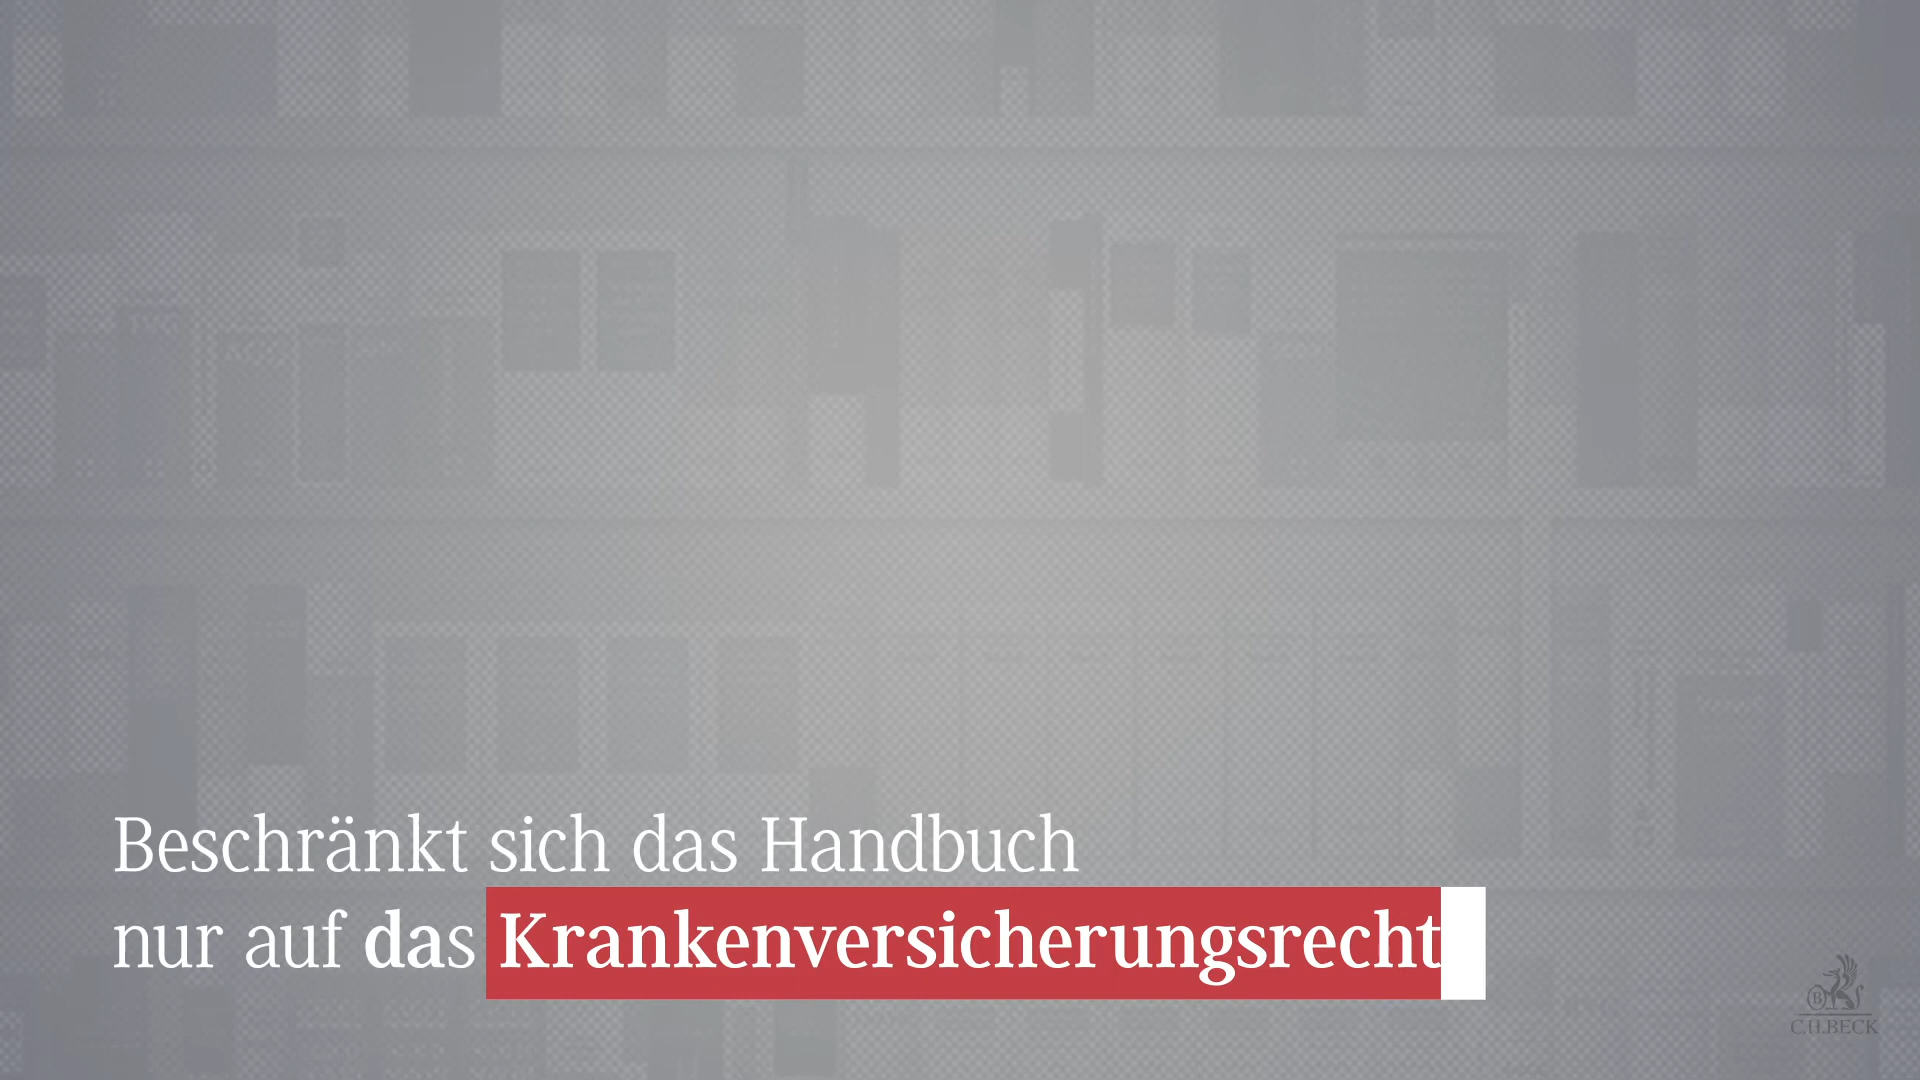 Beschränkt sich das Handbuch
nur auf das Krankenversicherungsrecht
B
C.H.BECK